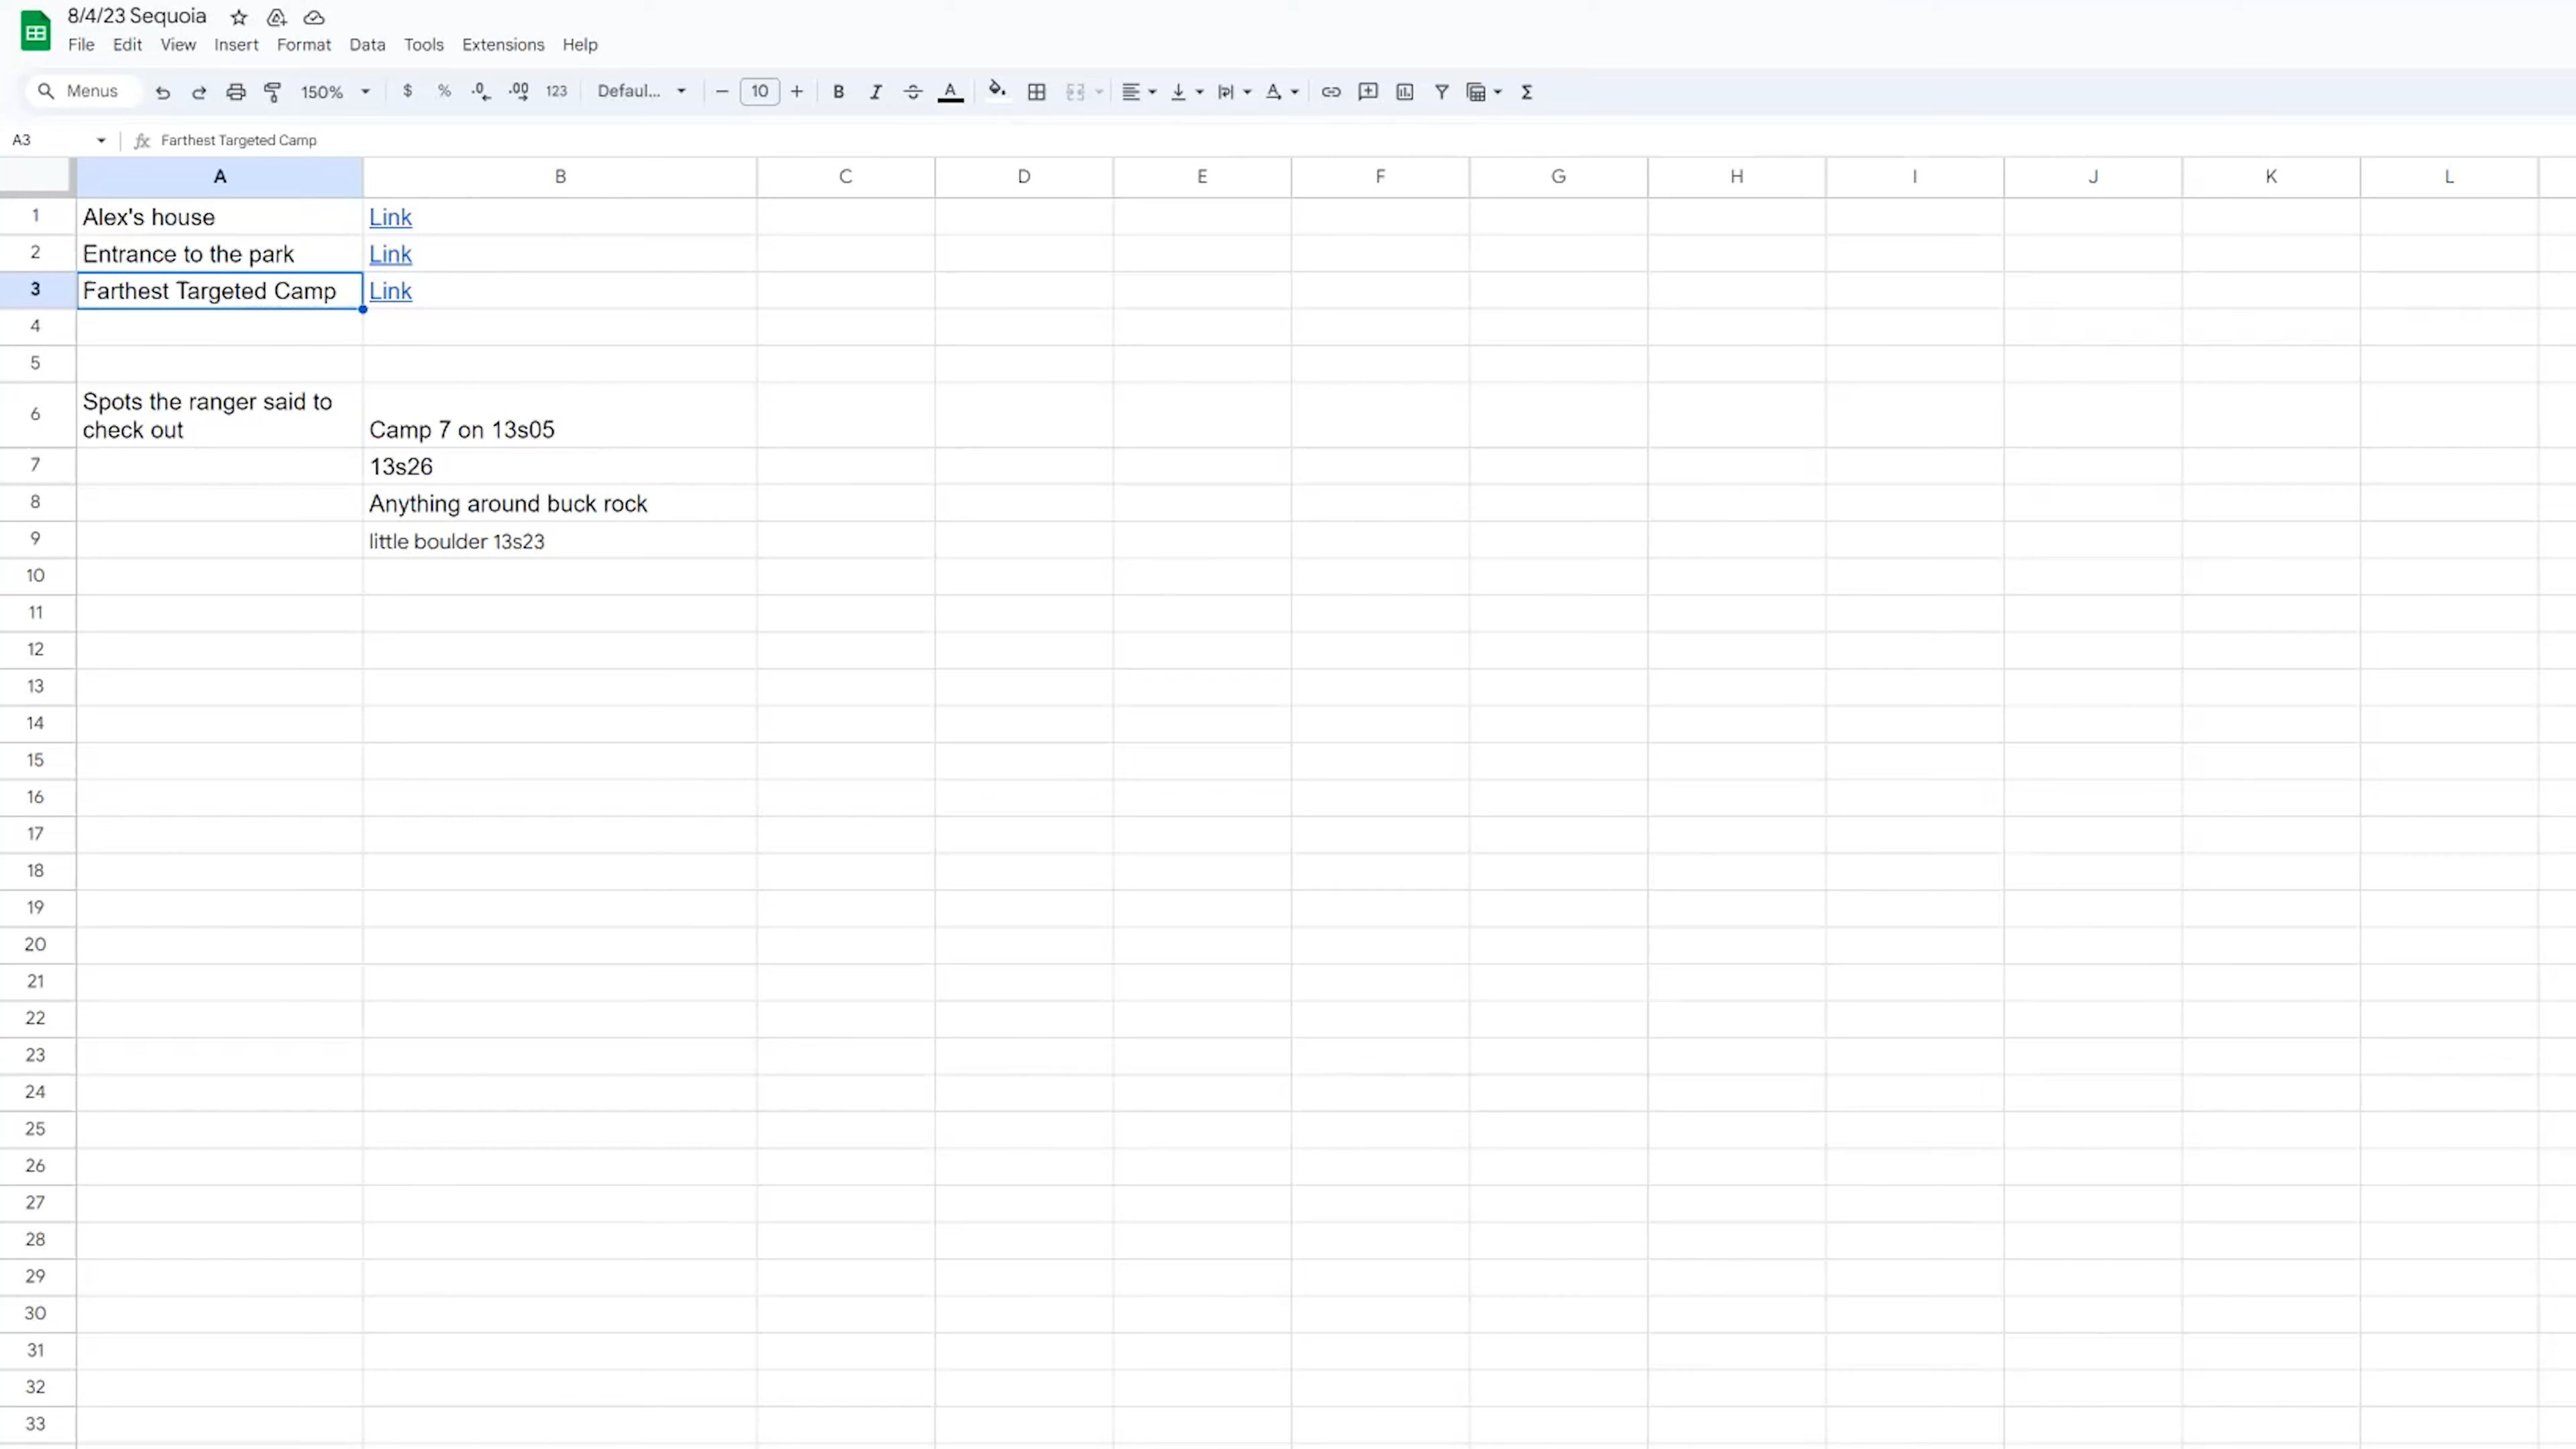 8/4/23 Sequoia
File Edit View Insert Format Data Tools Extensions Help
Menus 150% $ % .0 .00 123 Defaul... 10 B I A Σ
A3 fx Farthest Targeted Camp
A B C D E F G H I J K L
1 Alex's house Link
2 Entrance to the park Link
3 Farthest Targeted Camp Link
4
5
Spots the ranger said to
6 check out Camp 7 on 13s05
7 13s26
8 Anything around buck rock
9 little boulder 13s23
10
11
12
13
14
15
16
17
18
19
20
21
22
23
24
25
26
27
28
29
30
31
32
33